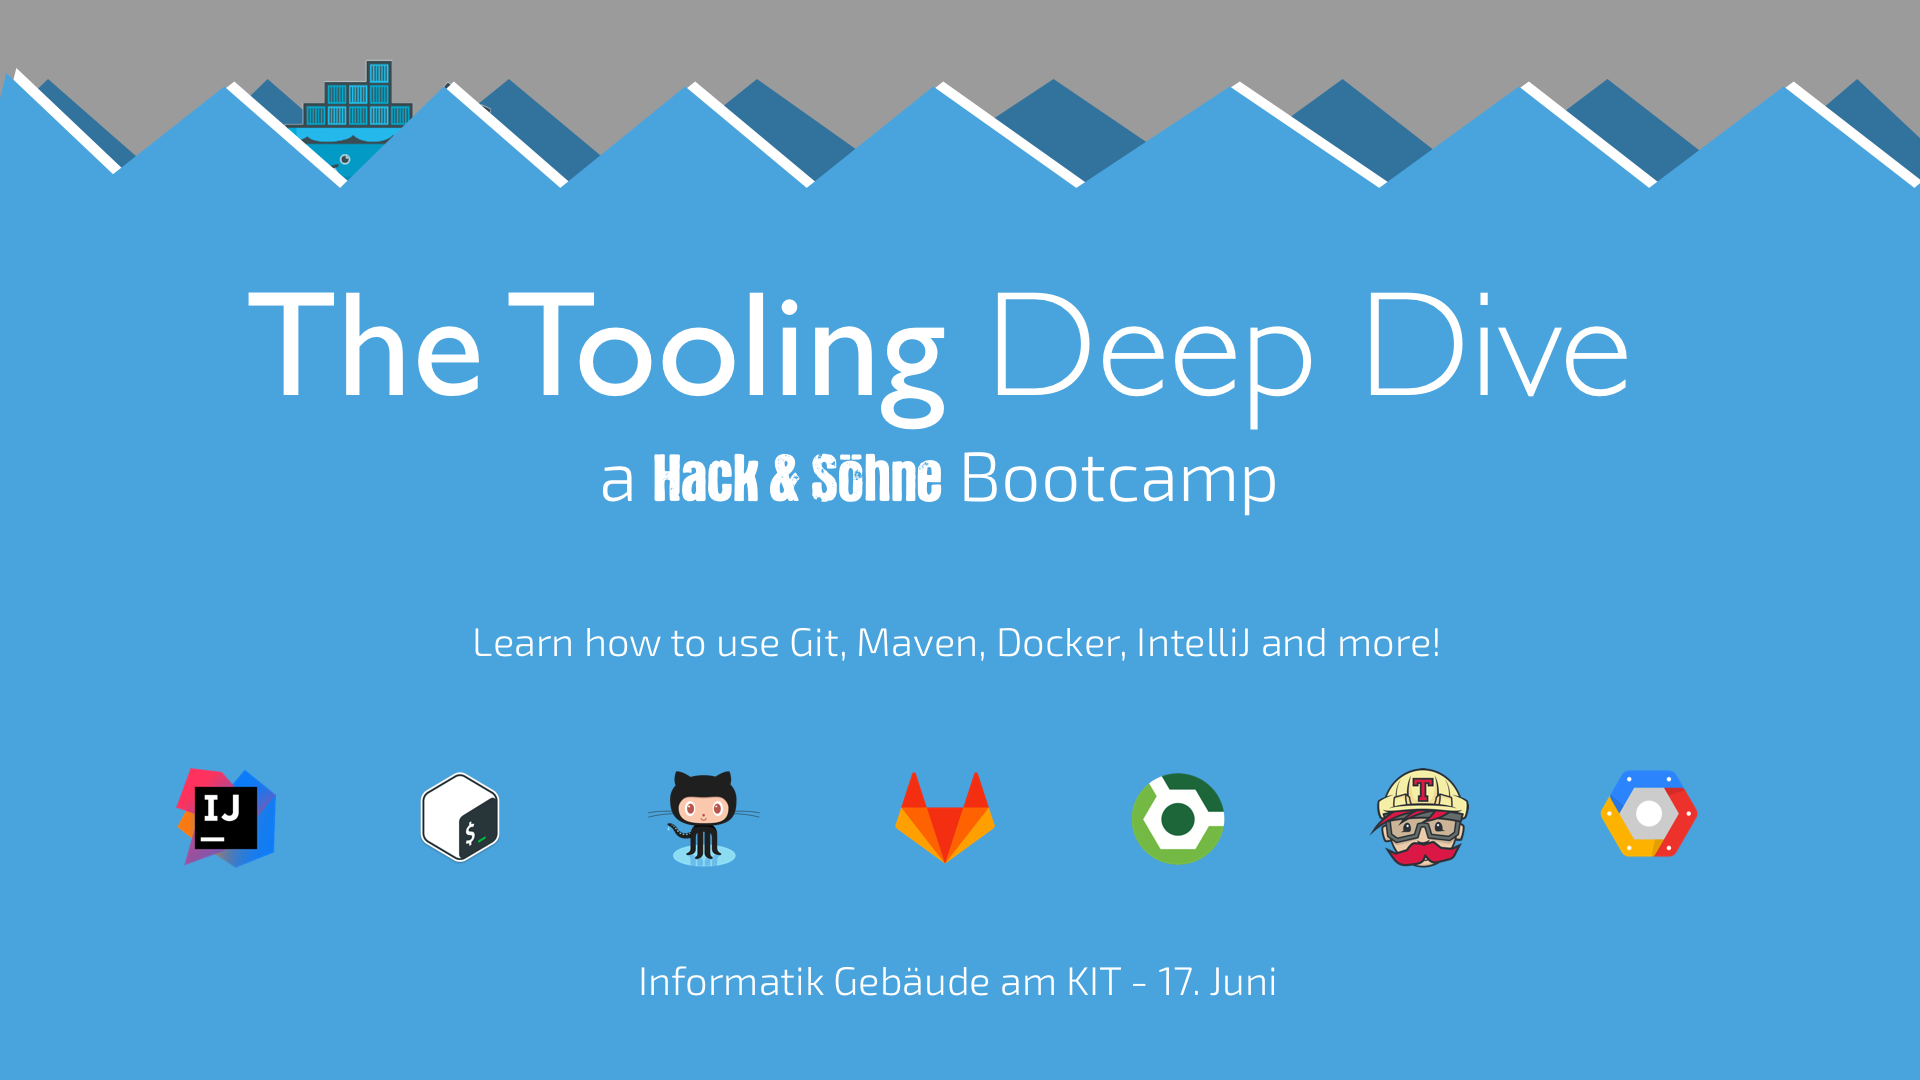 The Tooling Deep Dive
a Hack & Söhne Bootcamp
Learn how to use Git, Maven, Docker, IntelliJ and more!
IJ
$
T
Informatik Gebäude am KIT - 17. Juni